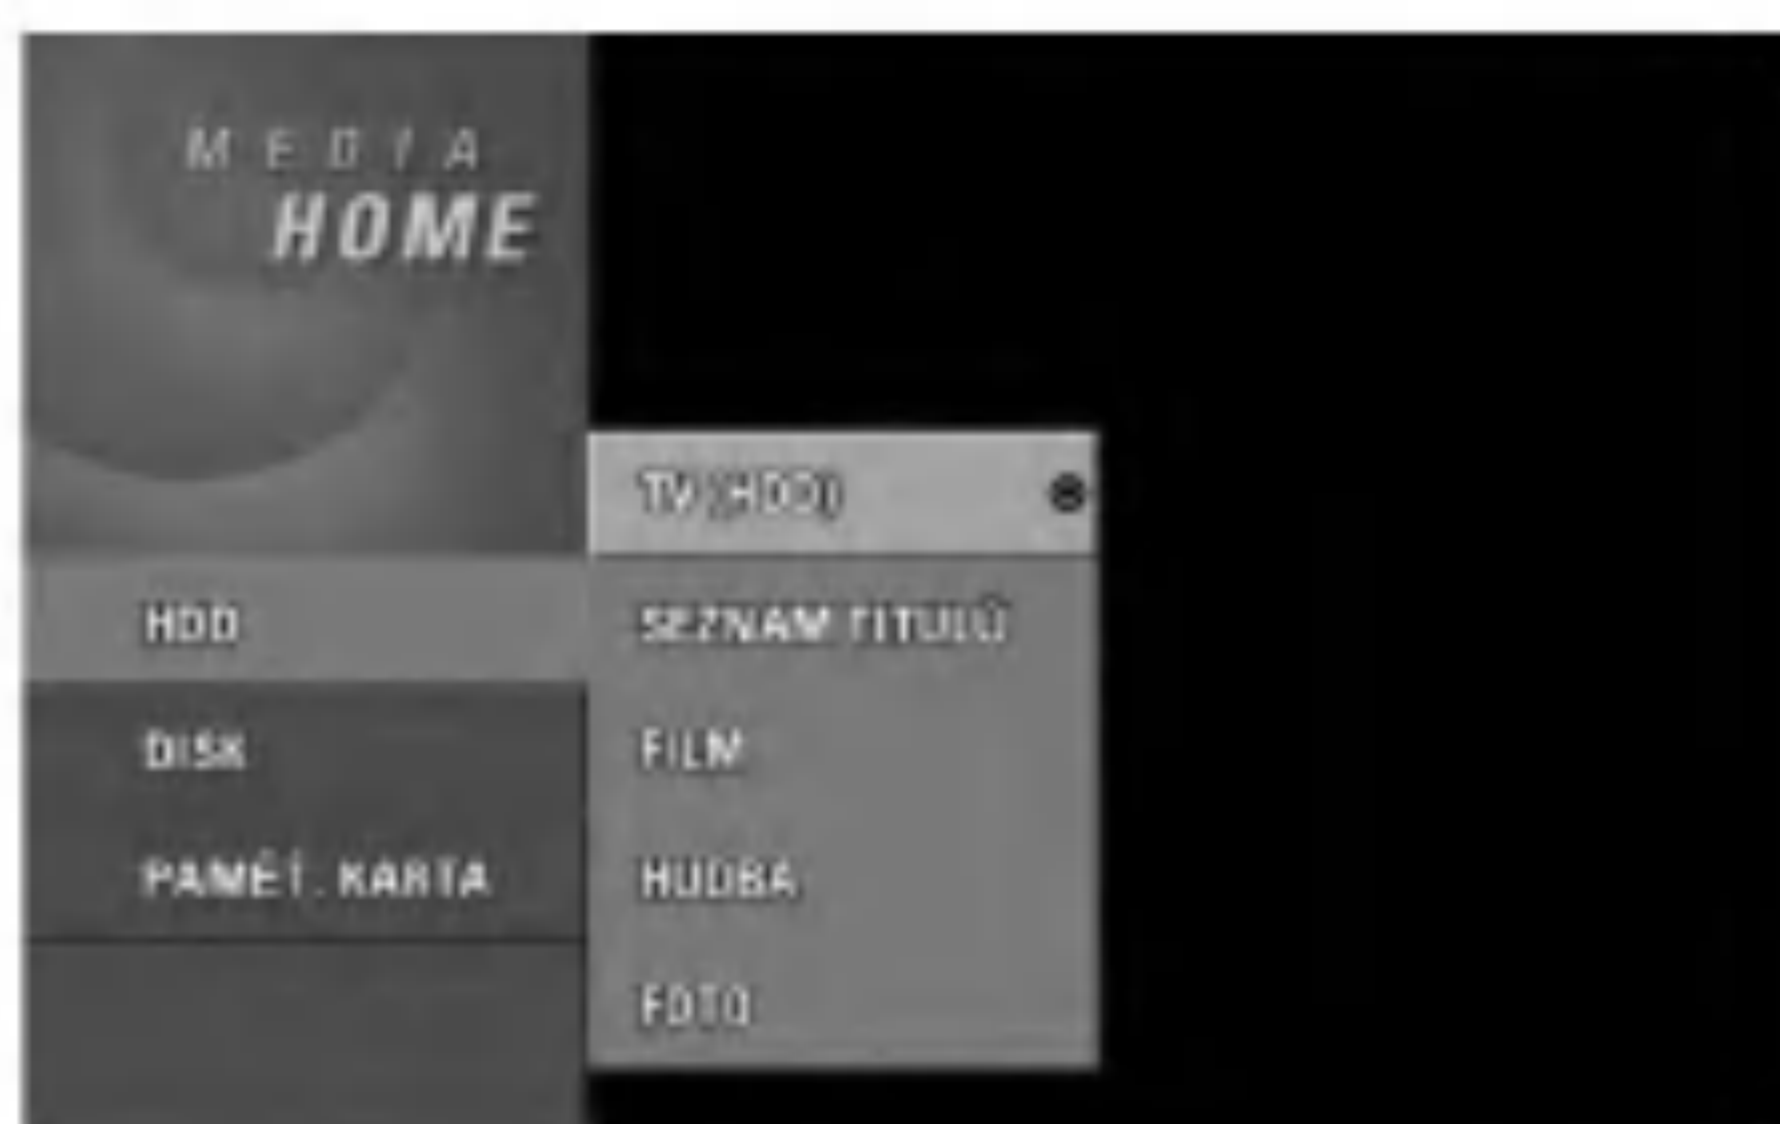 MEDIA
HOME
HDD
DISK
PAMĚŤ. KARTA
TV (HDD)
SEZNAM TITULŮ
FILM
HUDBA
FOTO